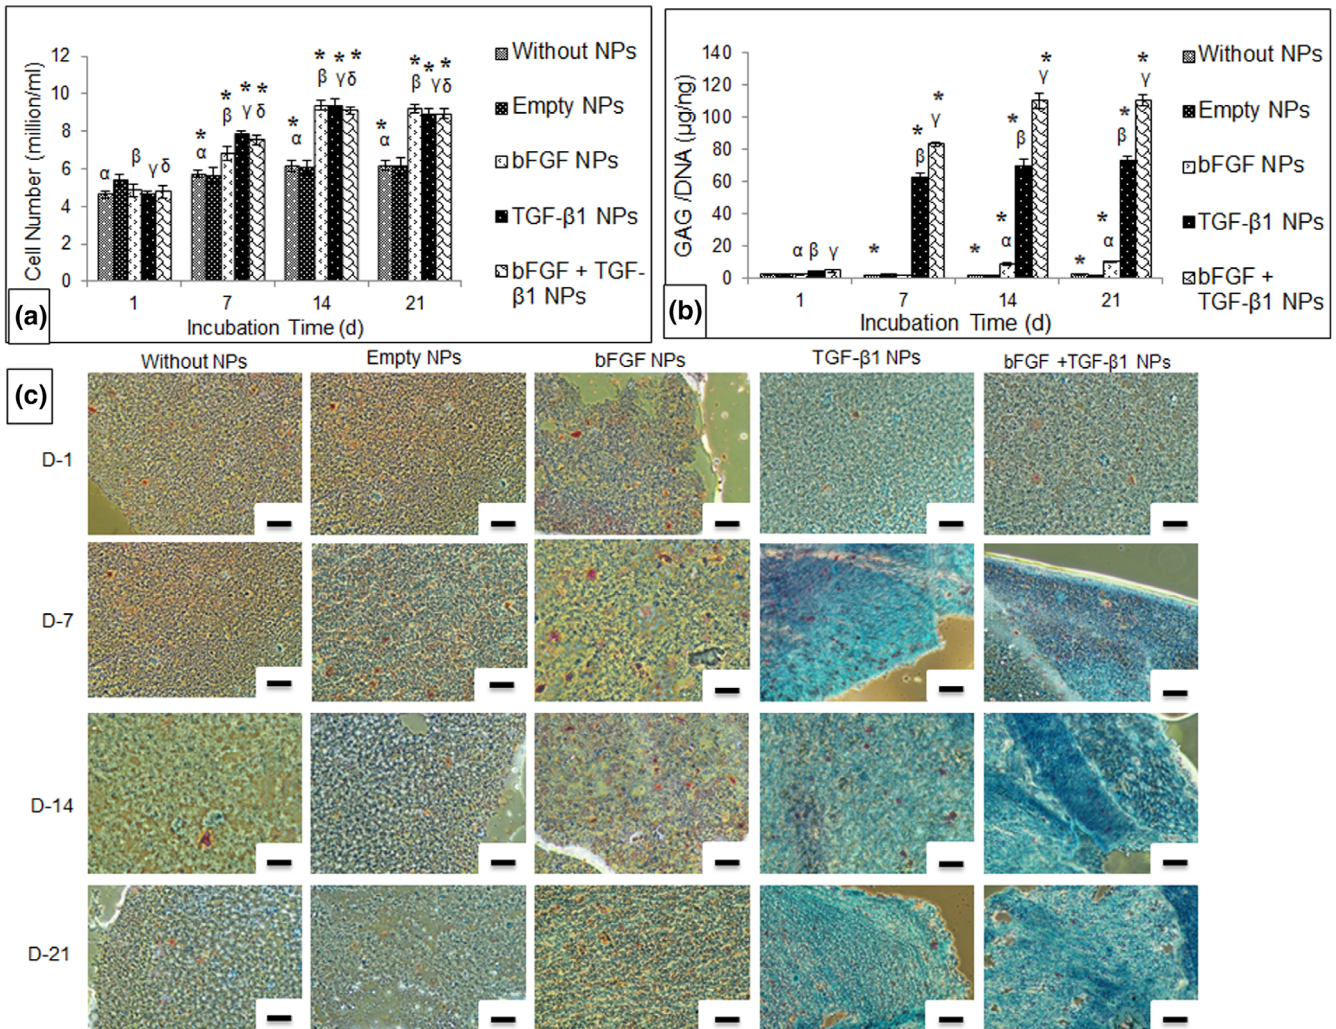 12
10
8
6
4
2
0
Cell Number (million/ml)
α β γ δ
* α * β * γ * δ
* α * β * γ * δ
* α * β * γ * δ
1 7 14 21
Incubation Time (d)
Without NPs
Empty NPs
bFGF NPs
TGF-β1 NPs
bFGF + TGF-
β1 NPs
(a)
140
120
100
80
60
40
20
0
GAG /DNA (μg/ng)
α β γ
* * β * γ
* * α * β * γ
* * α * β * γ
1 7 14 21
Incubation Time (d)
Without NPs
Empty NPs
bFGF NPs
TGF-β1 NPs
bFGF +
TGF-β1 NPs
(b)
(c)
Without NPs Empty NPs bFGF NPs TGF-β1 NPs bFGF +TGF-β1 NPs
D-1
D-7
D-14
D-21